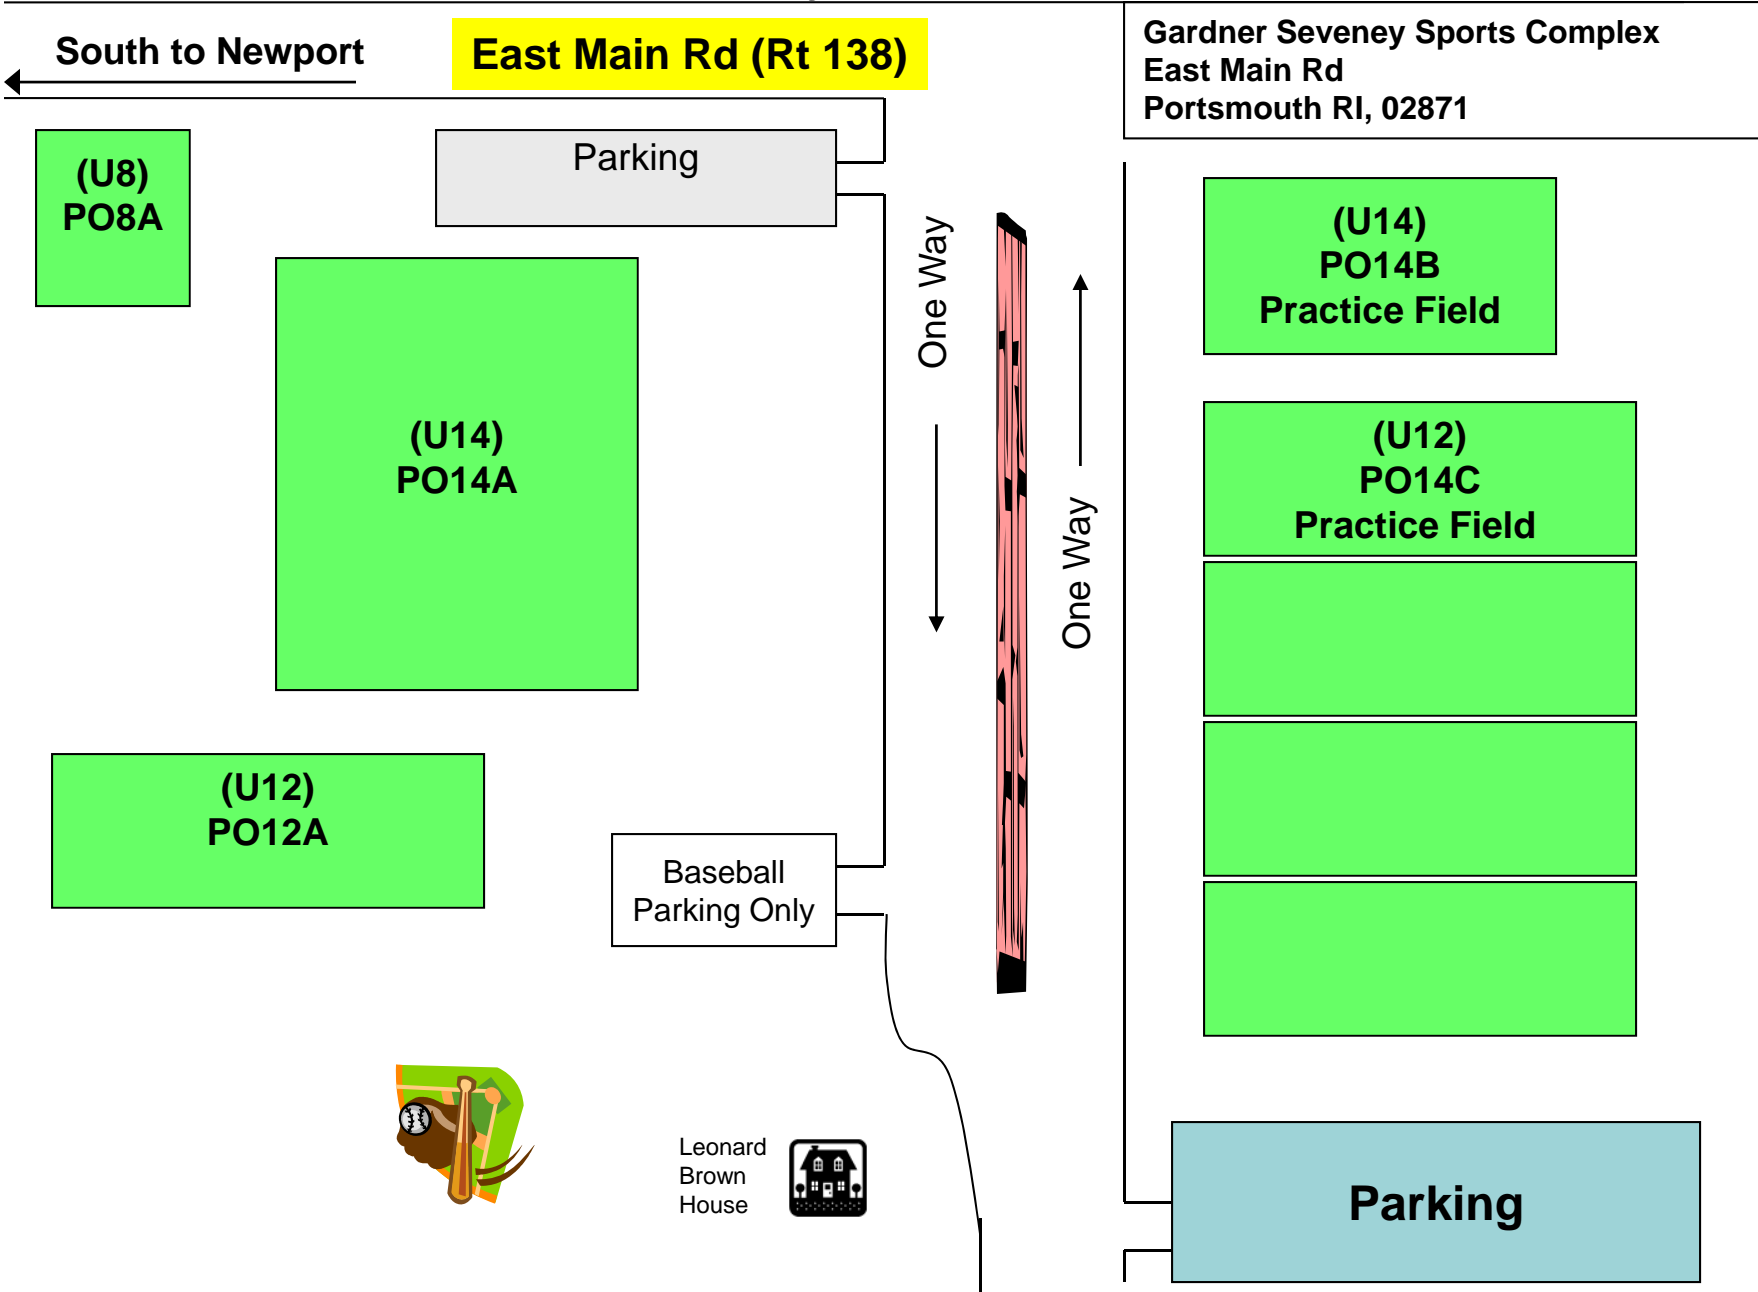 South to Newport
East Main Rd (Rt 138)
Gardner Seveney Sports Complex
East Main Rd
Portsmouth RI, 02871
(U8)
PO8A
Parking
One Way
One Way
(U14)
PO14B
Practice Field
(U14)
PO14A
(U12)
PO14C
Practice Field
(U12)
PO12A
Baseball
Parking Only
Leonard
Brown
House
Parking